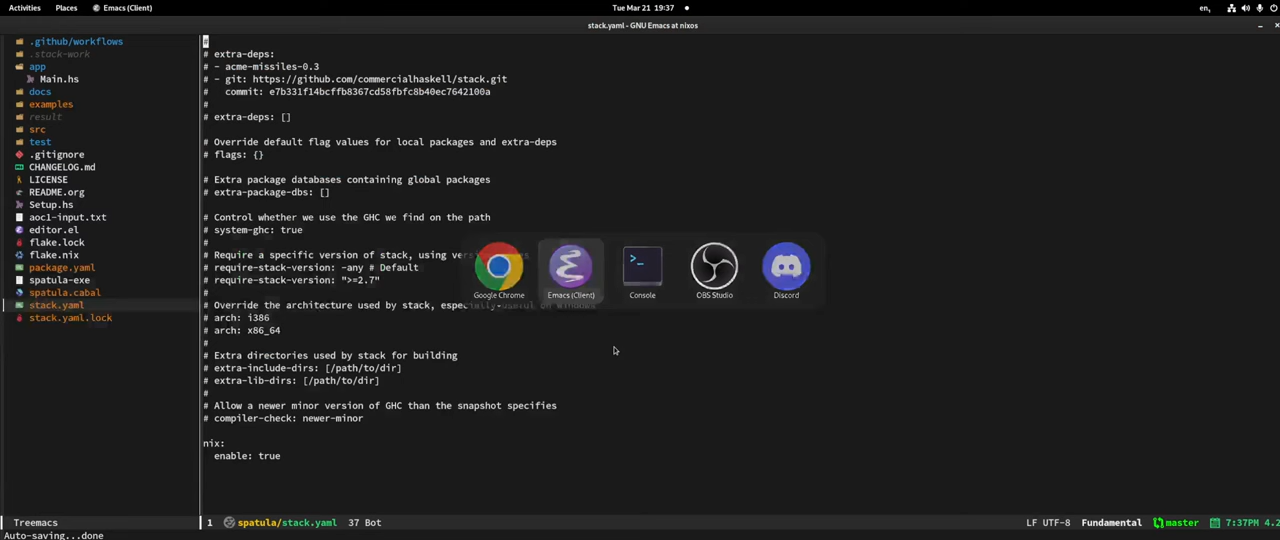 Activities Places Emacs (Client) Tue Mar 21 19:37 en,
stack.yaml - GNU Emacs at nixos
.github/workflows
.stack-work
app
Main.hs
docs
examples
result
src
test
.gitignore
CHANGELOG.md
LICENSE
README.org
Setup.hs
aoc1-input.txt
editor.el
flake.lock
flake.nix
package.yaml
spatula-exe
spatula.cabal
stack.yaml
stack.yaml.lock
#
# extra-deps:
# - acme-missiles-0.3
# - git: https://github.com/commercialhaskell/stack.git
# commit: e7b331f14bcffb8367cd58fbfc8b40ec7642100a
#
# extra-deps: []
# Override default flag values for local packages and extra-deps
# flags: {}
# Extra package databases containing global packages
# extra-package-dbs: []
# Control whether we use the GHC we find on the path
# system-ghc: true
#
# Require a specific version of stack, using
# require-stack-version: -any # Default
# require-stack-version: ">=2.7"
#
# Override the architecture used by stack, especially useful on Windows
# arch: i386
# arch: x86_64
#
# Extra directories used by stack for building
# extra-include-dirs: [/path/to/dir]
# extra-lib-dirs: [/path/to/dir]
#
# Allow a newer minor version of GHC than the snapshot specifies
# compiler-check: newer-minor
nix:
enable: true
Google Chrome
Emacs (Client)
Console
OBS Studio
Discord
Treemacs
1 spatula/stack.yaml 37 Bot LF UTF-8 Fundamental master 7:37PM 4.2
Auto-saving...done